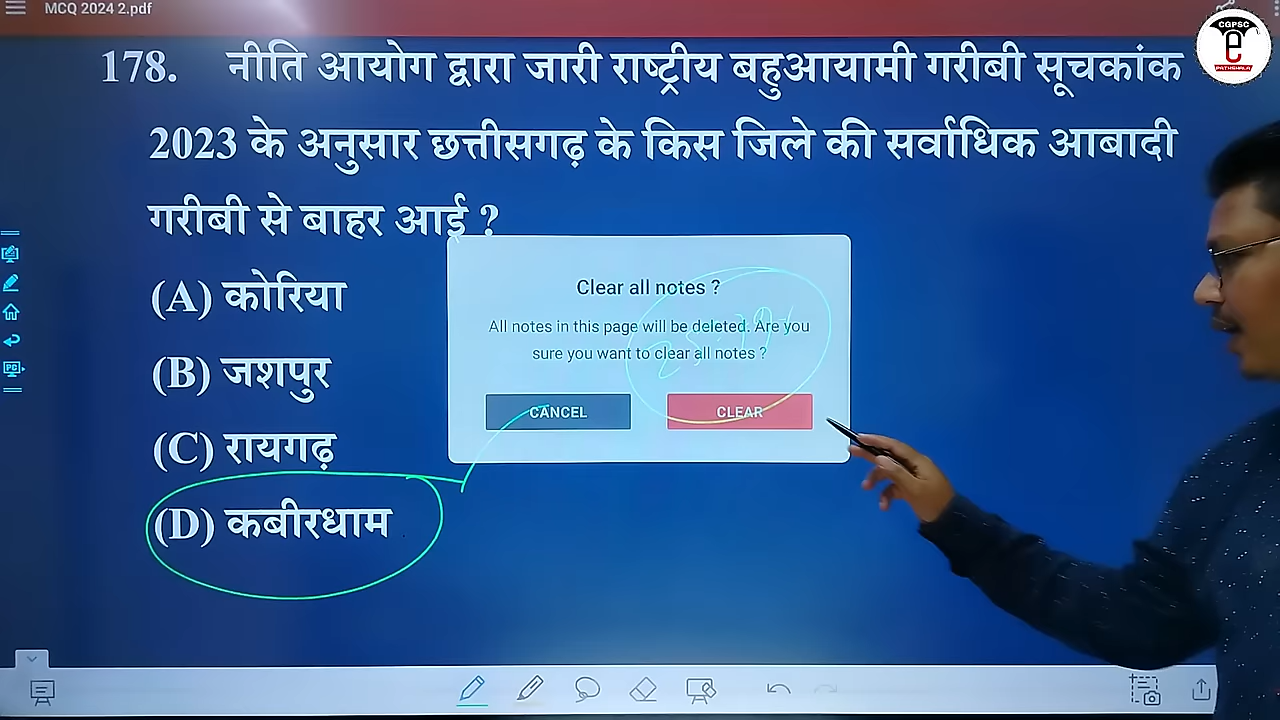 MCQ 2024 2.pdf
CGPSC
e
PATHSHALA
178. नीति आयोग द्वारा जारी राष्ट्रीय बहुआयामी गरीबी सूचकांक
2023 के अनुसार छत्तीसगढ़ के किस जिले की सर्वाधिक आबादी
गरीबी से बाहर आई ?
(A) कोरिया
(B) जशपुर
(C) रायगढ़
(D) कबीरधाम
Clear all notes ?
All notes in this page will be deleted. Are you
sure you want to clear all notes ?
CANCEL
CLEAR
PC